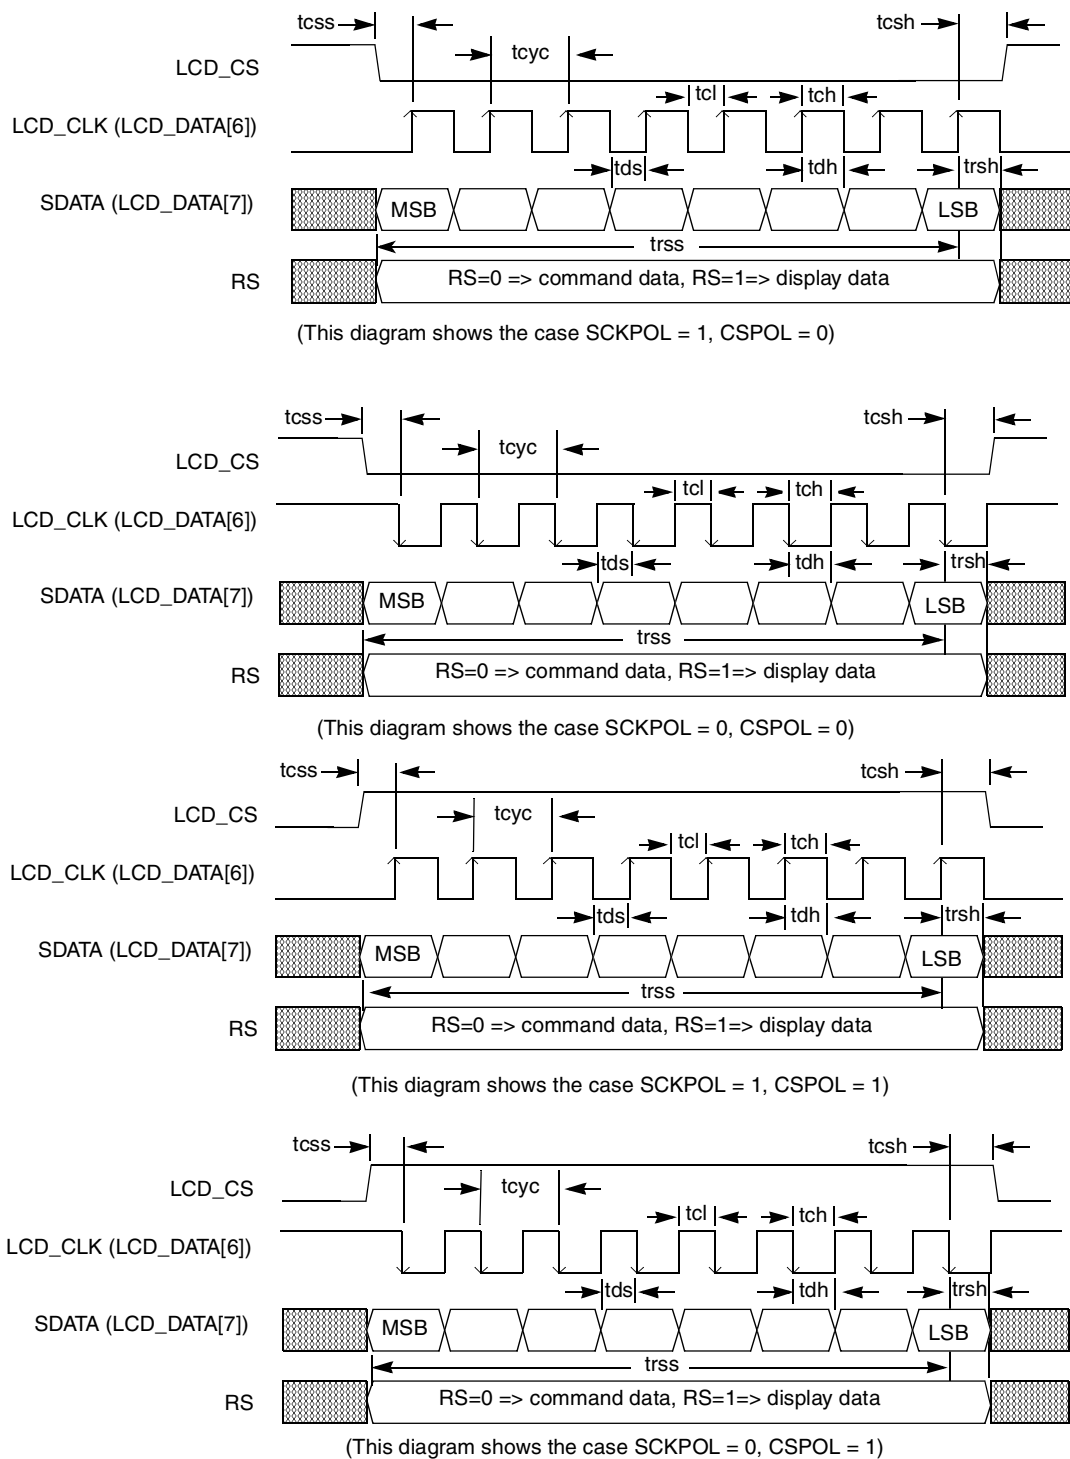 tcss
tcsh
tcyc
LCD_CS
tcl
tch
LCD_CLK (LCD_DATA[6])
tds
tdh
trsh
SDATA (LCD_DATA[7])
MSB
LSB
trss
RS
RS=0 => command data, RS=1=> display data
(This diagram shows the case SCKPOL = 1, CSPOL = 0)
tcss
tcsh
tcyc
LCD_CS
tcl
tch
LCD_CLK (LCD_DATA[6])
tds
tdh
trsh
SDATA (LCD_DATA[7])
MSB
LSB
trss
RS
RS=0 => command data, RS=1=> display data
(This diagram shows the case SCKPOL = 0, CSPOL = 0)
tcss
tcsh
tcyc
LCD_CS
tcl
tch
LCD_CLK (LCD_DATA[6])
tds
tdh
trsh
SDATA (LCD_DATA[7])
MSB
LSB
trss
RS
RS=0 => command data, RS=1=> display data
(This diagram shows the case SCKPOL = 1, CSPOL = 1)
tcss
tcsh
tcyc
LCD_CS
tcl
tch
LCD_CLK (LCD_DATA[6])
tds
tdh
trsh
SDATA (LCD_DATA[7])
MSB
LSB
trss
RS
RS=0 => command data, RS=1=> display data
(This diagram shows the case SCKPOL = 0, CSPOL = 1)